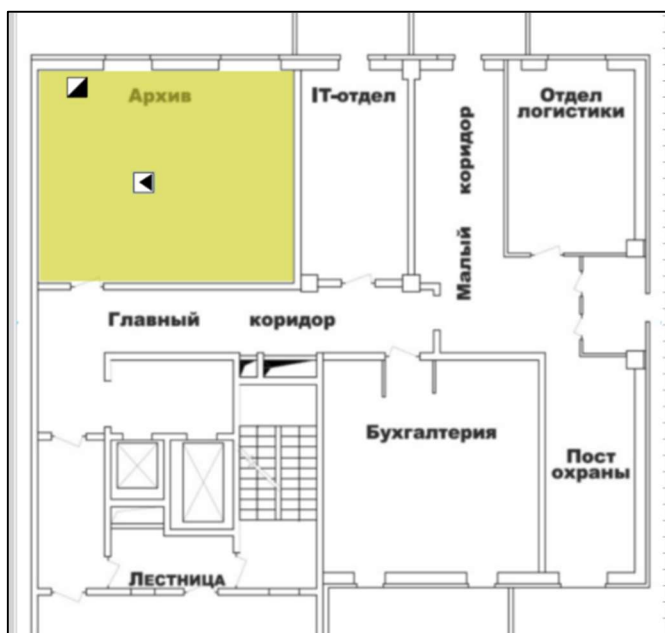 Архив
IT-отдел
Отдел
логистики
Малый коридор
Главный коридор
Бухгалтерия
Пост
охраны
Лестница